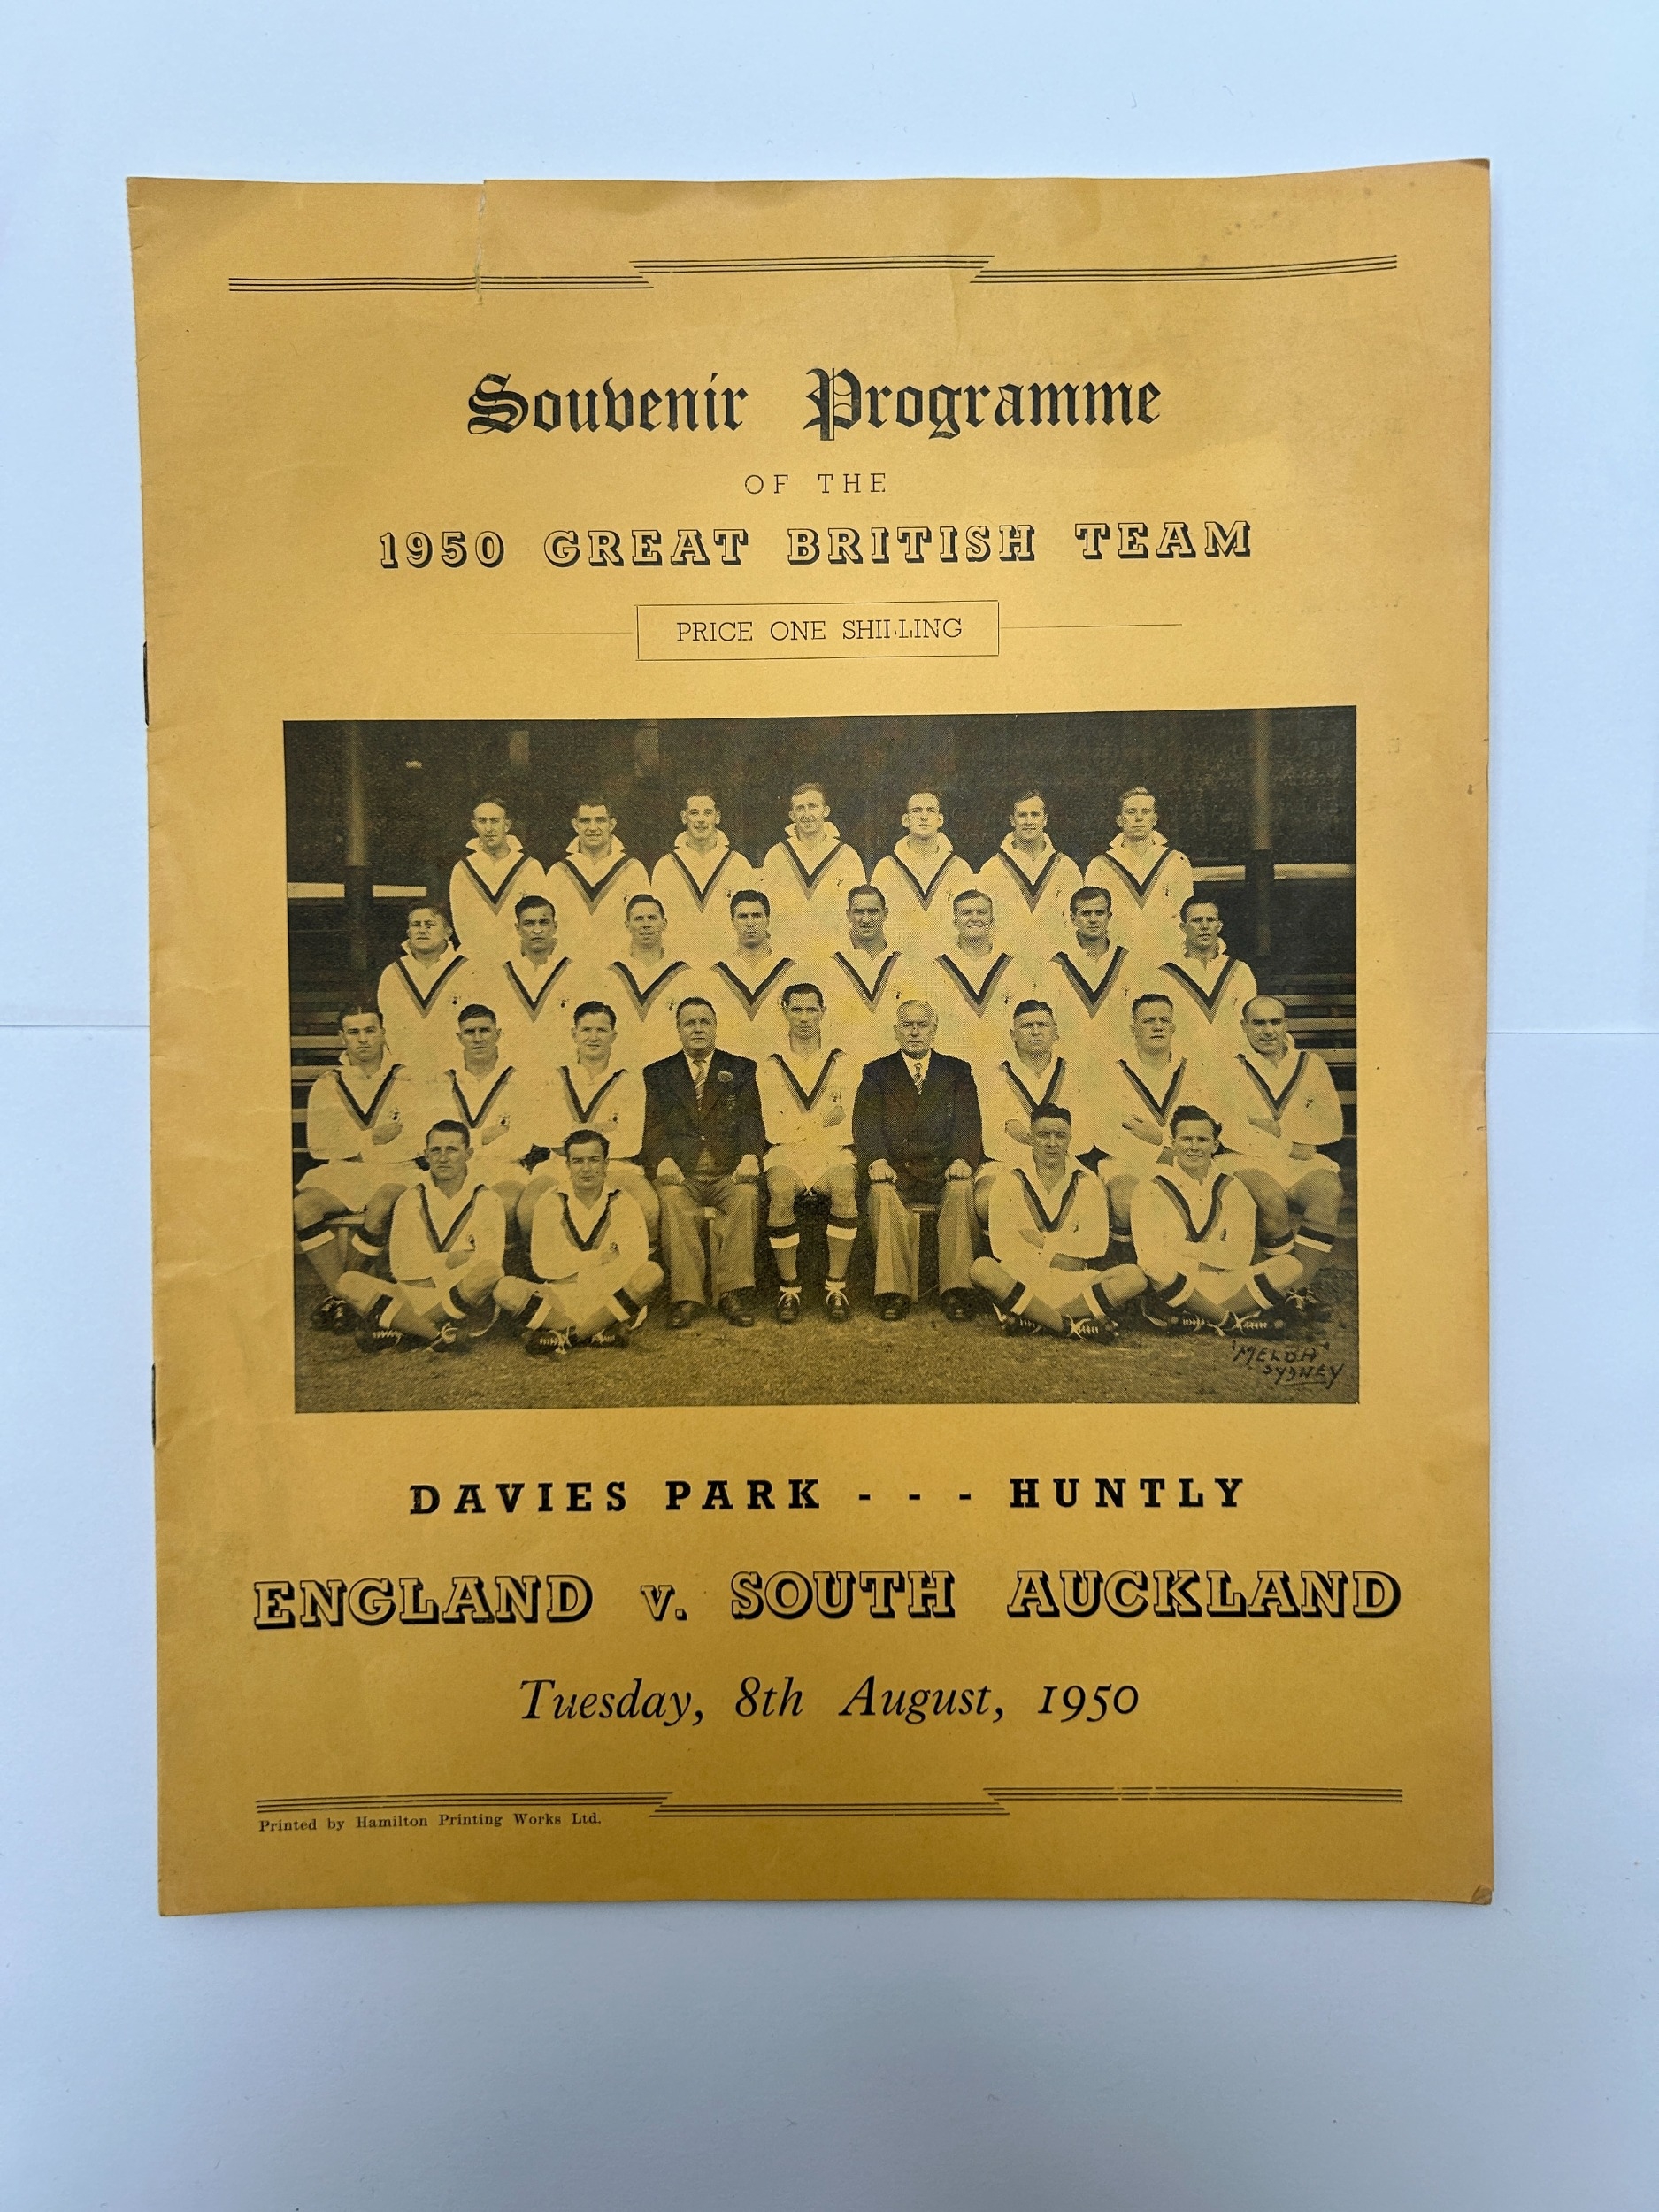 Souvenir Programme
OF THE
1950 GREAT BRITISH TEAM
PRICE ONE SHILLING
"MELBA"
SYDNEY
DAVIES PARK - - - HUNTLY
ENGLAND v. SOUTH AUCKLAND
Tuesday, 8th August, 1950
Printed by Hamilton Printing Works Ltd.